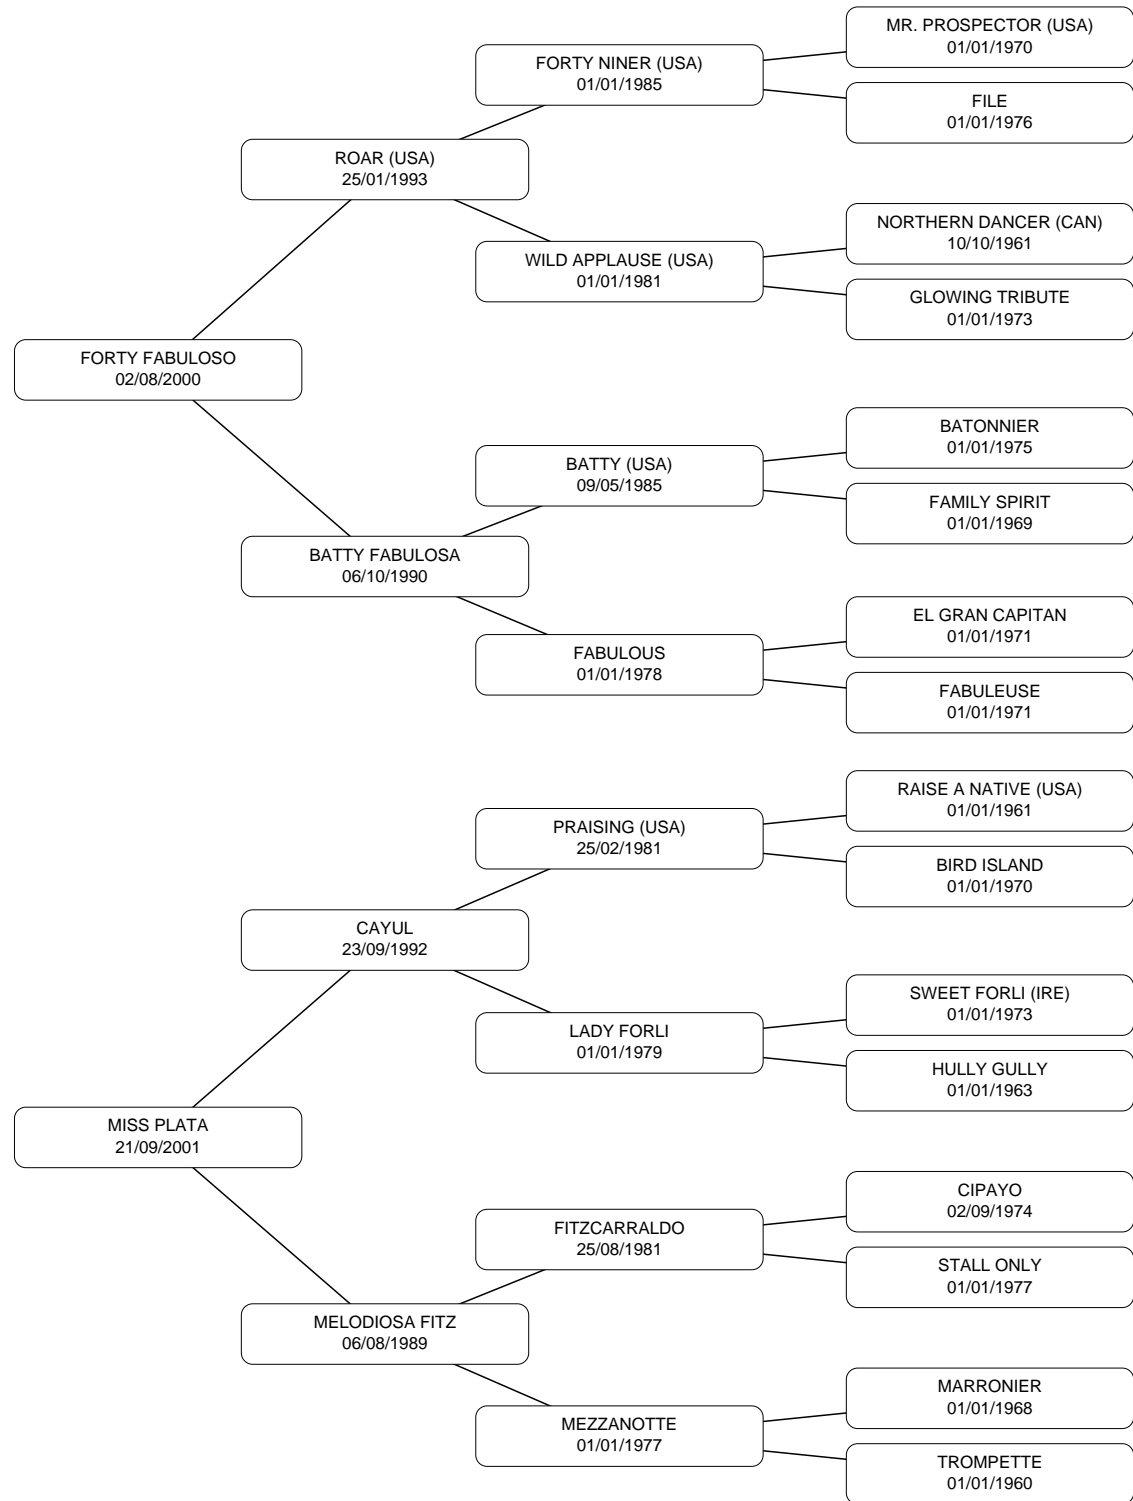 MR. PROSPECTOR (USA)
01/01/1970
FORTY NINER (USA)
01/01/1985
FILE
01/01/1976
ROAR (USA)
25/01/1993
NORTHERN DANCER (CAN)
10/10/1961
WILD APPLAUSE (USA)
01/01/1981
GLOWING TRIBUTE
01/01/1973
FORTY FABULOSO
02/08/2000
BATONNIER
01/01/1975
BATTY (USA)
09/05/1985
FAMILY SPIRIT
01/01/1969
BATTY FABULOSA
06/10/1990
EL GRAN CAPITAN
01/01/1971
FABULOUS
01/01/1978
FABULEUSE
01/01/1971
RAISE A NATIVE (USA)
01/01/1961
PRAISING (USA)
25/02/1981
BIRD ISLAND
01/01/1970
CAYUL
23/09/1992
SWEET FORLI (IRE)
01/01/1973
LADY FORLI
01/01/1979
HULLY GULLY
01/01/1963
MISS PLATA
21/09/2001
CIPAYO
02/09/1974
FITZCARRALDO
25/08/1981
STALL ONLY
01/01/1977
MELODIOSA FITZ
06/08/1989
MARRONIER
01/01/1968
MEZZANOTTE
01/01/1977
TROMPETTE
01/01/1960